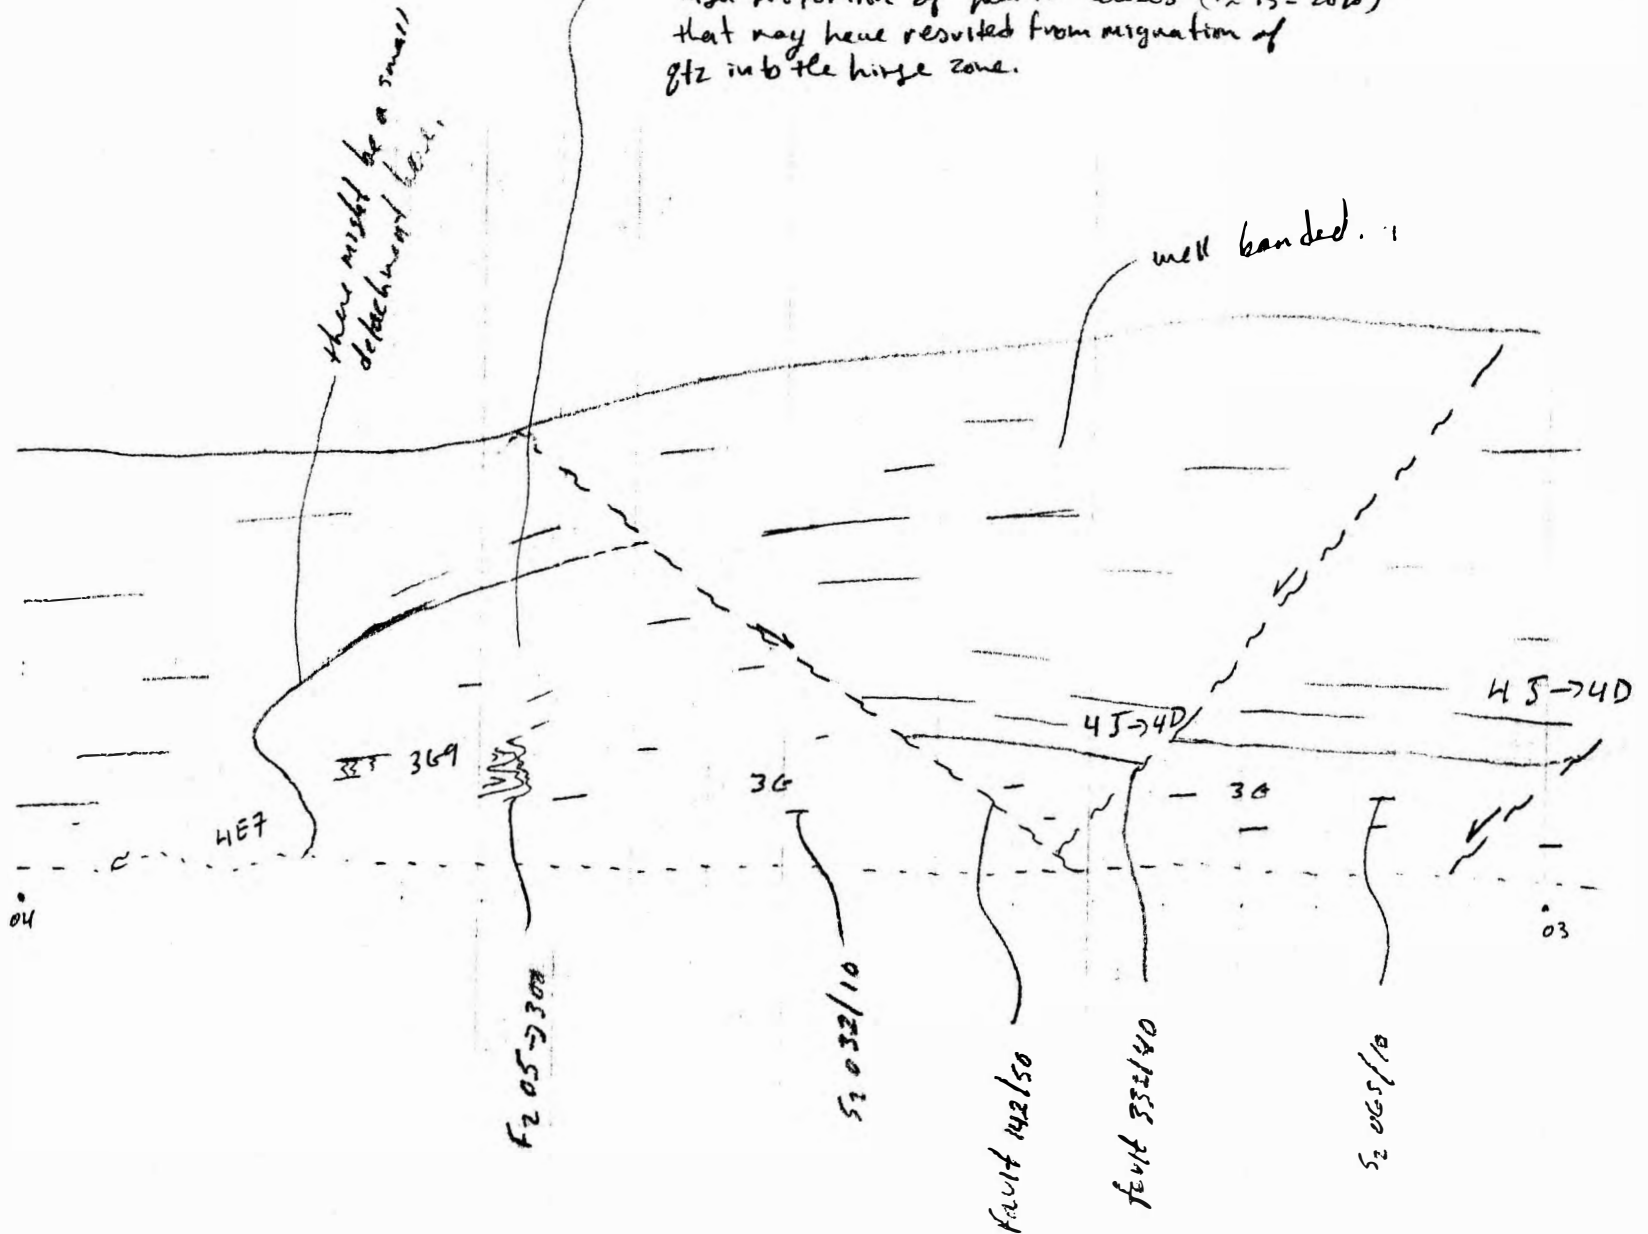 that may have resulted from migration of
qtz into the hinge zone.
there might be a small
detachment here.
well banded.
4J→4D
4J→4D
3G9
3G
3G
4E7
04
03
F2 05→300
S2 032/10
Fault 142/50
fault 332/40
S2 065/10